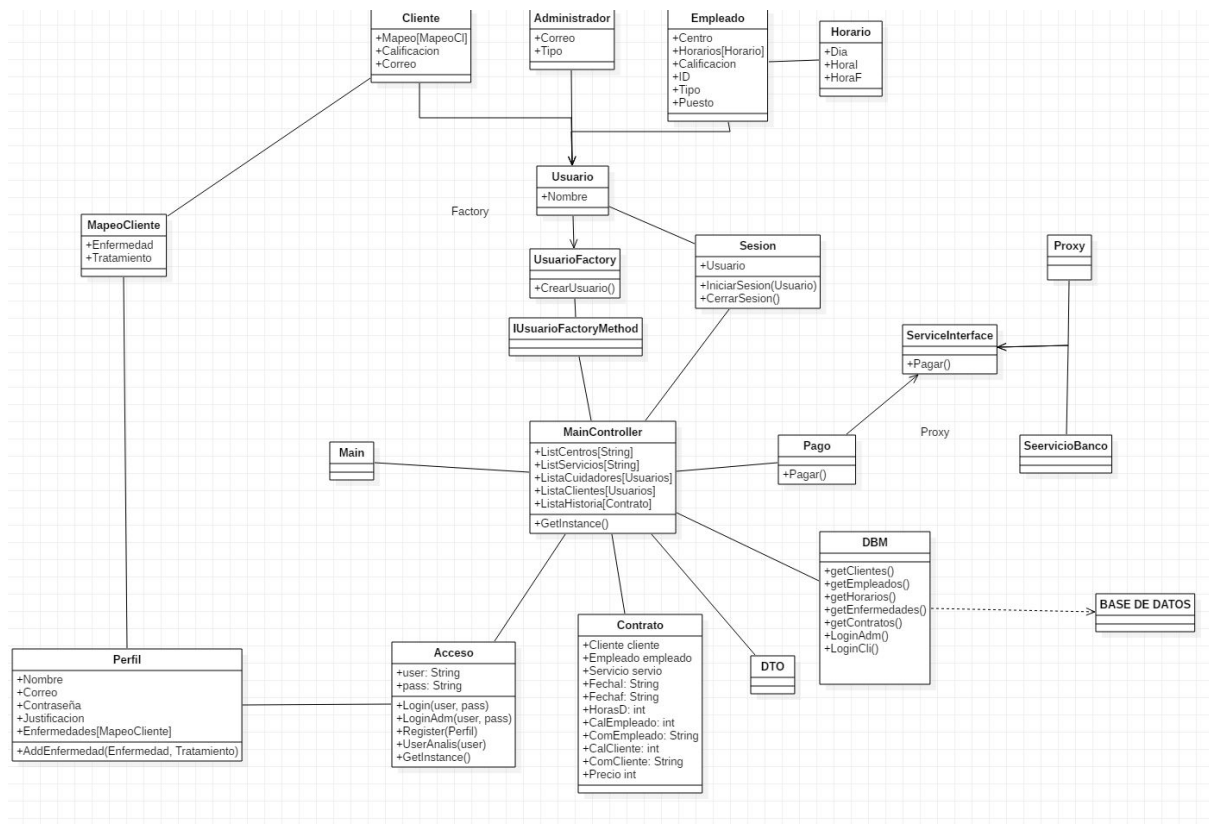 Cliente
+Mapeo[MapeoCl]
+Calificacion
+Correo
Administrador
+Correo
+Tipo
Empleado
+Centro
+Horarios[Horario]
+Calificacion
+ID
+Tipo
+Puesto
Horario
+Dia
+HoraI
+HoraF
Usuario
+Nombre
Factory
MapeoCliente
+Enfermedad
+Tratamiento
UsuarioFactory
+CrearUsuario()
Sesion
+Usuario
+IniciarSesion(Usuario)
+CerrarSesion()
Proxy
IUsuarioFactoryMethod
ServiceInterface
+Pagar()
MainController
+ListCentros[String]
+ListServicios[String]
+ListaCuidadores[Usuarios]
+ListaClientes[Usuarios]
+ListaHistoria[Contrato]
+GetInstance()
Main
Pago
+Pagar()
Proxy
SeervicioBanco
DBM
+getClientes()
+getEmpleados()
+getHorarios()
+getEnfermedades()
+getContratos()
+LoginAdm()
+LoginCli()
BASE DE DATOS
Perfil
+Nombre
+Correo
+Contraseña
+Justificacion
+Enfermedades[MapeoCliente]
+AddEnfermedad(Enfermedad, Tratamiento)
Acceso
+user: String
+pass: String
+Login(user, pass)
+LoginAdm(user, pass)
+Register(Perfil)
+UserAnalis(user)
+GetInstance()
Contrato
+Cliente cliente
+Empleado empleado
+Servicio servio
+FechaI: String
+Fechaf: String
+HorasD: int
+CalEmpleado: int
+ComEmpleado: String
+CalCliente: int
+ComCliente: String
+Precio int
DTO